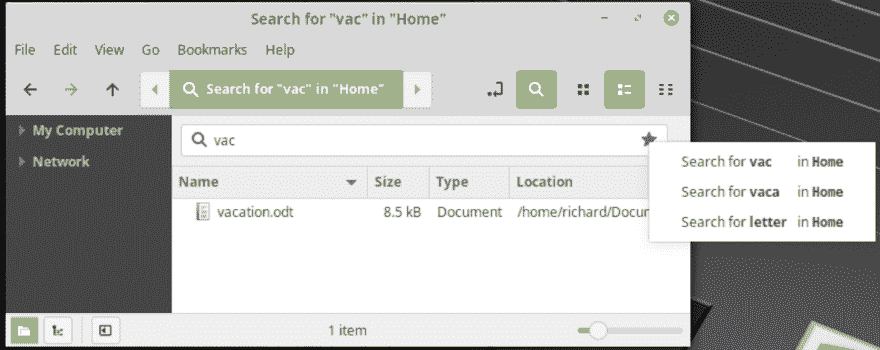 Search for "vac" in "Home"
File Edit View Go Bookmarks Help
Search for "vac" in "Home"
My Computer
Network
vac
Search for vac in Home
Search for vaca in Home
Search for letter in Home
Name Size Type Location
vacation.odt 8.5 kB Document /home/richard/Docu
1 item